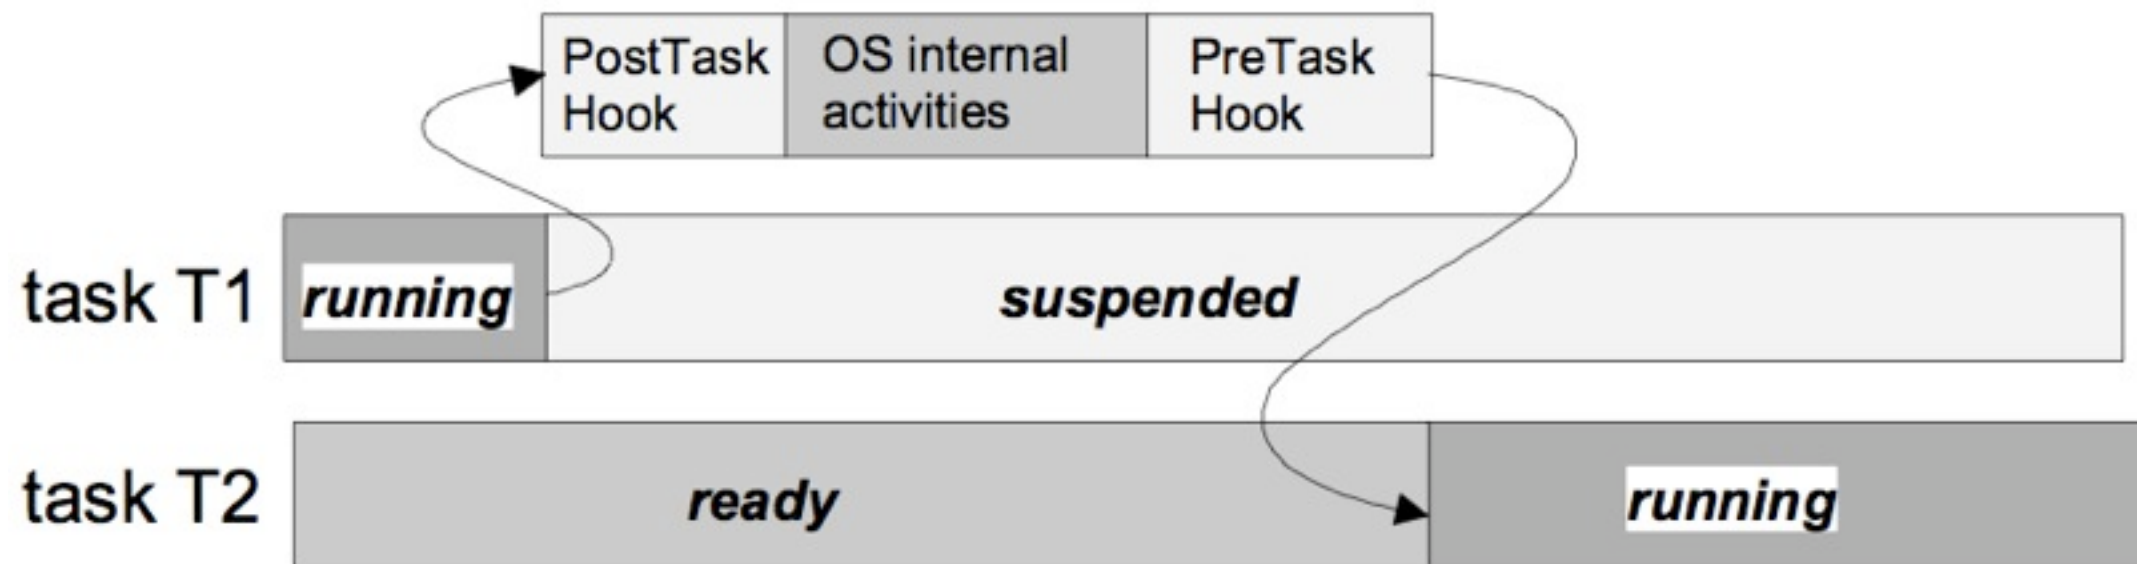 PostTask
Hook
OS internal
activities
PreTask
Hook
task T1
running
suspended
task T2
ready
running